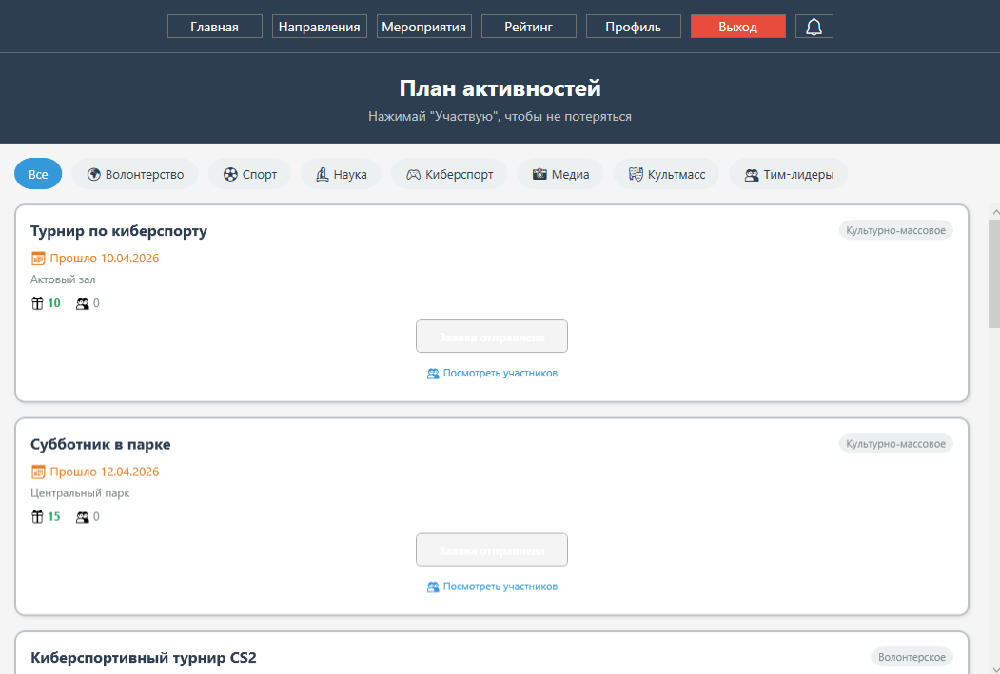 Главная Направления Мероприятия Рейтинг Профиль Выход
План активностей
Нажимай "Участвую", чтобы не потеряться
Все Волонтерство Спорт Наука Киберспорт Медиа Культмасс Тим-лидеры
Турнир по киберспорту Культурно-массовое
Прошло 10.04.2026
Актовый зал
10 0
Заявка отправлена
Посмотреть участников
Субботник в парке Культурно-массовое
Прошло 12.04.2026
Центральный парк
15 0
Заявка отправлена
Посмотреть участников
Киберспортивный турнир CS2 Волонтерское